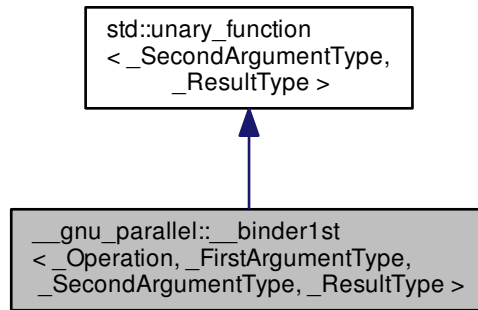 std::unary_function
< _SecondArgumentType,
_ResultType >
__gnu_parallel::__binder1st
< _Operation, _FirstArgumentType,
_SecondArgumentType, _ResultType >